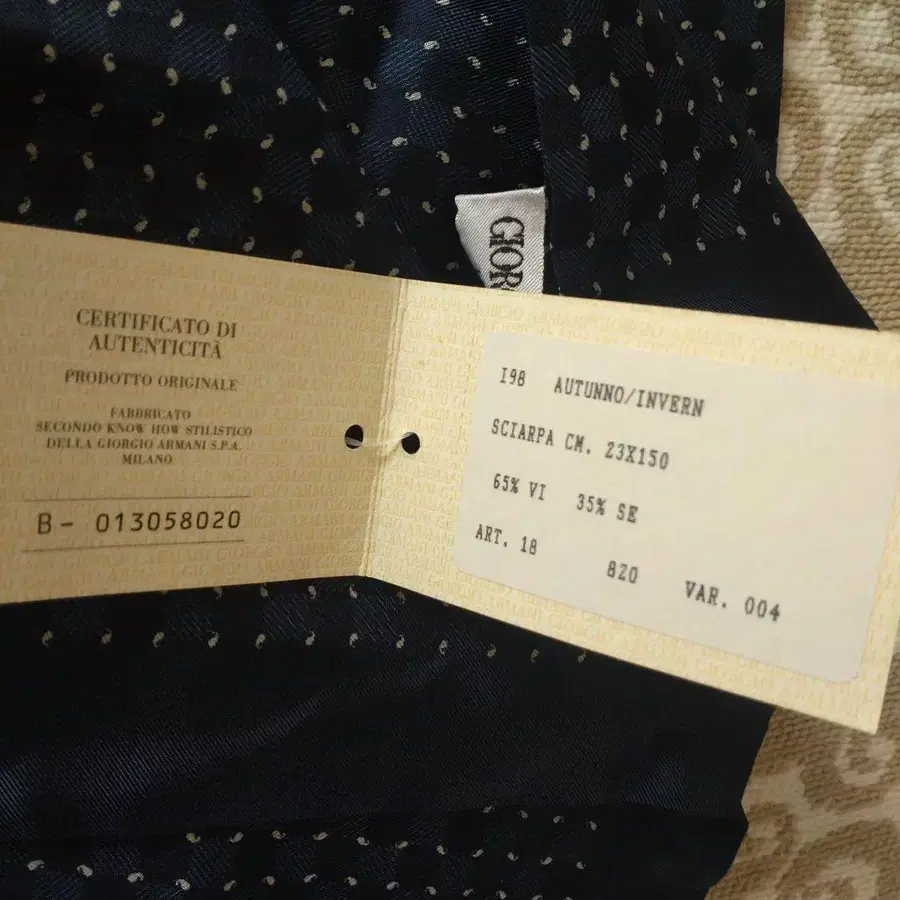 GIOR
CERTIFICATO DI
AUTENTICITÀ
PRODOTTO ORIGINALE
FABBRICATO
SECONDO KNOW HOW STILISTICO
DELLA GIORGIO ARMANI S.P.A.
MILANO
B- 013058020
I98 AUTUNNO/INVERN
SCIARPA CM. 23X150
65% VI 35% SE
ART. 18 820 VAR. 004